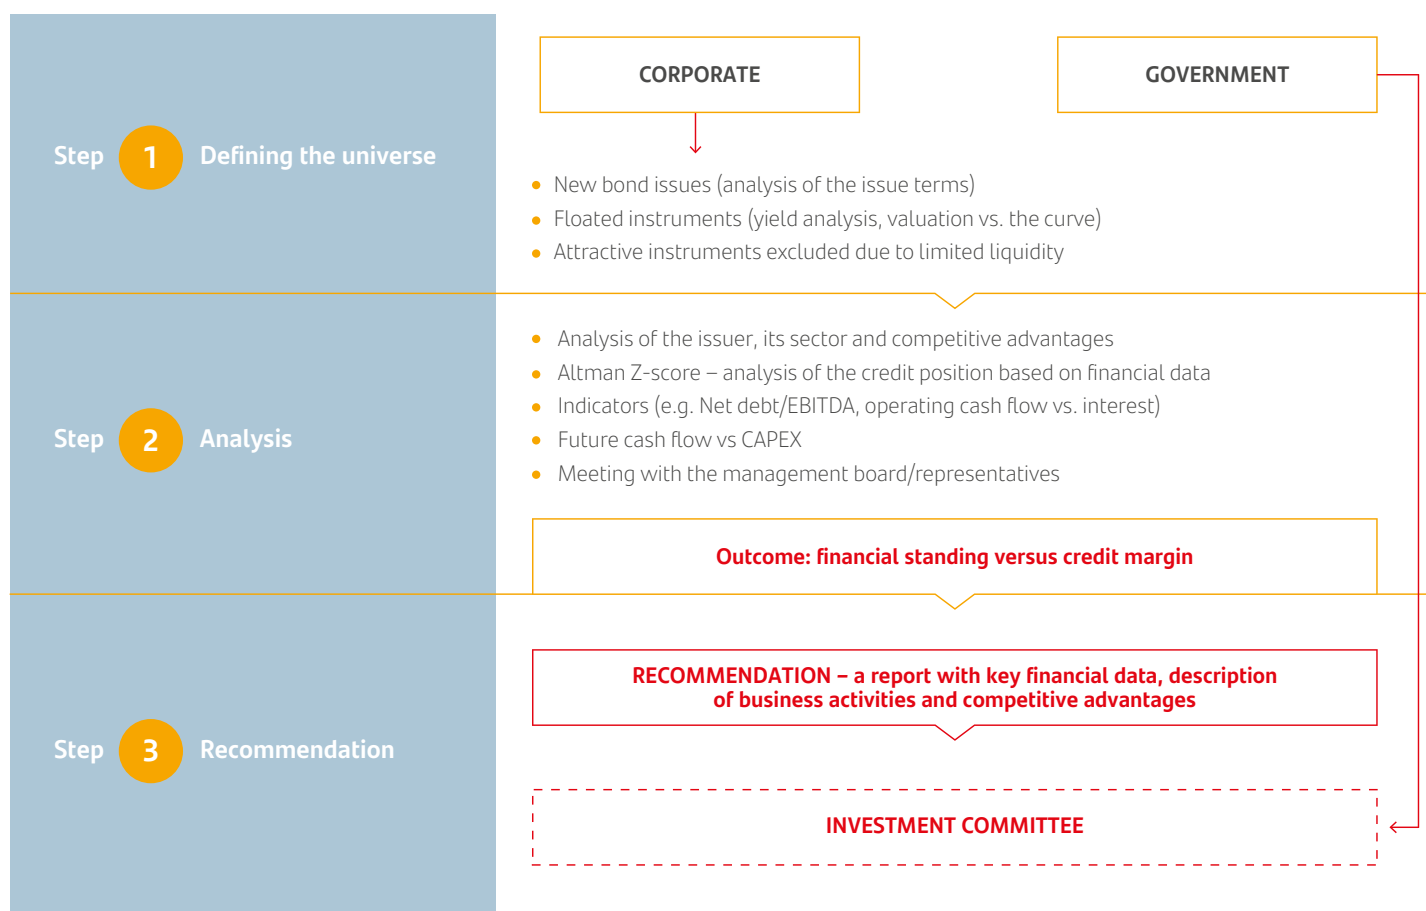 CORPORATE
GOVERNMENT
Step 1 Defining the universe
• New bond issues (analysis of the issue terms)
• Floated instruments (yield analysis, valuation vs. the curve)
• Attractive instruments excluded due to limited liquidity
Step 2 Analysis
• Analysis of the issuer, its sector and competitive advantages
• Altman Z-score – analysis of the credit position based on financial data
• Indicators (e.g. Net debt/EBITDA, operating cash flow vs. interest)
• Future cash flow vs CAPEX
• Meeting with the management board/representatives
Outcome: financial standing versus credit margin
Step 3 Recommendation
RECOMMENDATION – a report with key financial data, description
of business activities and competitive advantages
INVESTMENT COMMITTEE